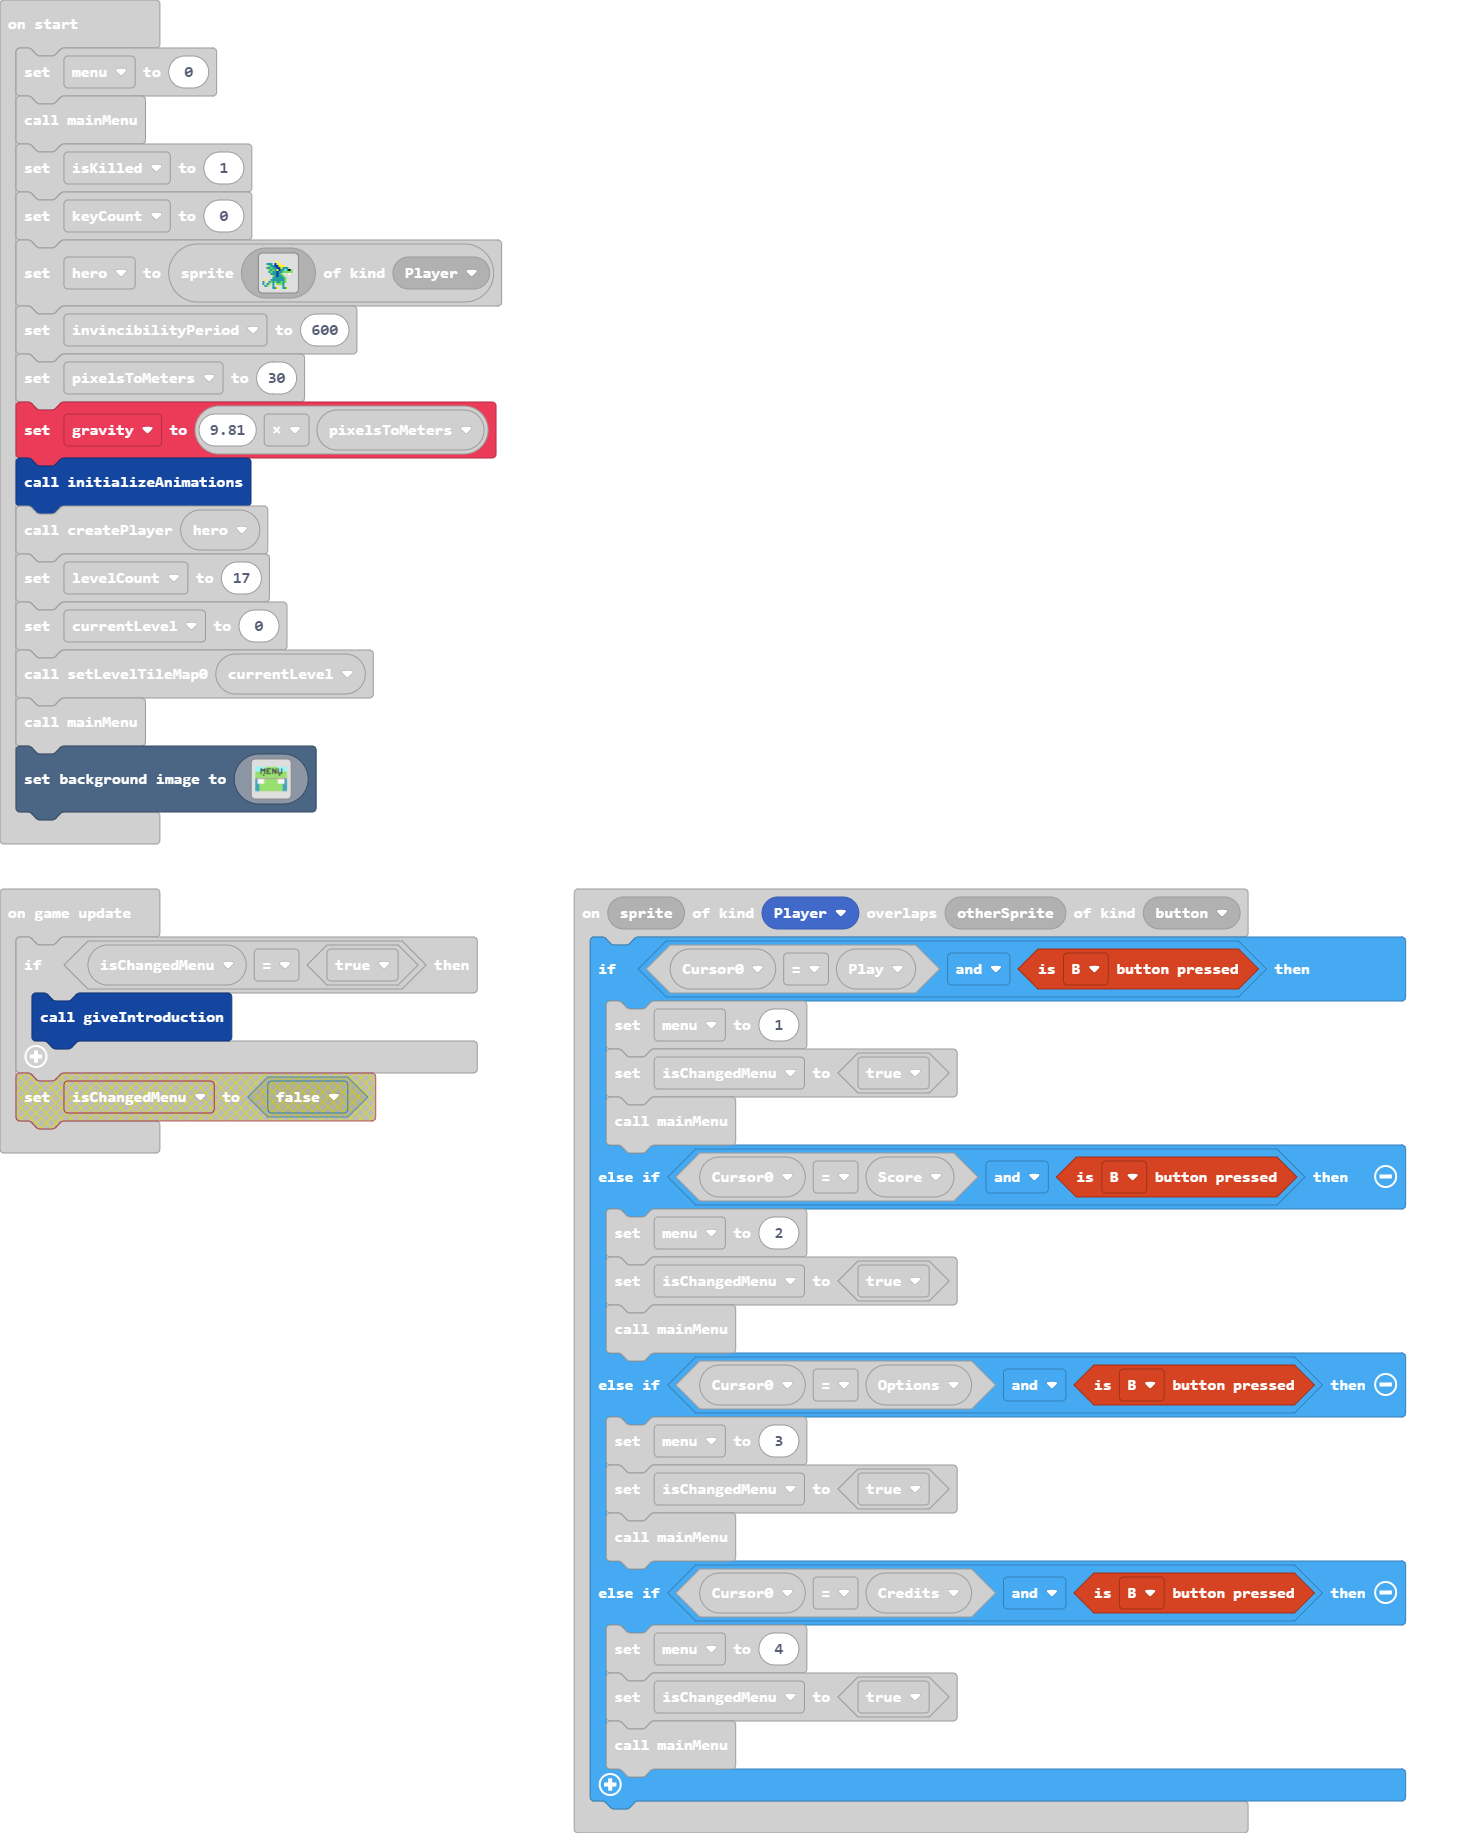 on start
set menu to 0
call mainMenu
set isKilled to 1
set keyCount to 0
set hero to sprite of kind Player
set invincibilityPeriod to 600
set pixelsToMeters to 30
set gravity to 9.81 × pixelsToMeters
call initializeAnimations
call createPlayer hero
set levelCount to 17
set currentLevel to 0
call setLevelTileMap0 currentLevel
call mainMenu
set background image to MENU
on game update
if isChangedMenu = true then
call giveIntroduction
set isChangedMenu to false
on sprite of kind Player overlaps otherSprite of kind button
if Cursor0 = Play and is B button pressed then
set menu to 1
set isChangedMenu to true
call mainMenu
else if Cursor0 = Score and is B button pressed then
set menu to 2
set isChangedMenu to true
call mainMenu
else if Cursor0 = Options and is B button pressed then
set menu to 3
set isChangedMenu to true
call mainMenu
else if Cursor0 = Credits and is B button pressed then
set menu to 4
set isChangedMenu to true
call mainMenu